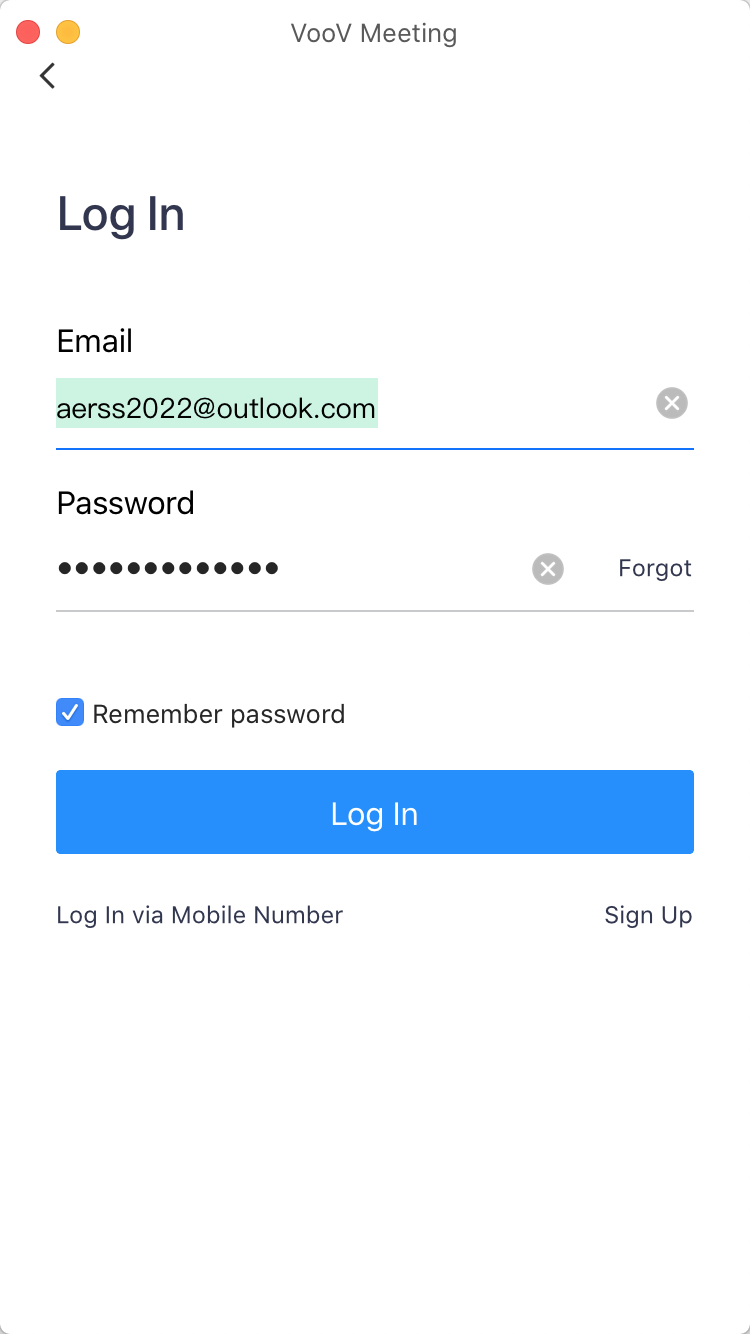 VooV Meeting
Log In
Email
aerss2022@outlook.com
Password
•••••••••••••
Forgot
Remember password
Log In
Log In via Mobile Number
Sign Up